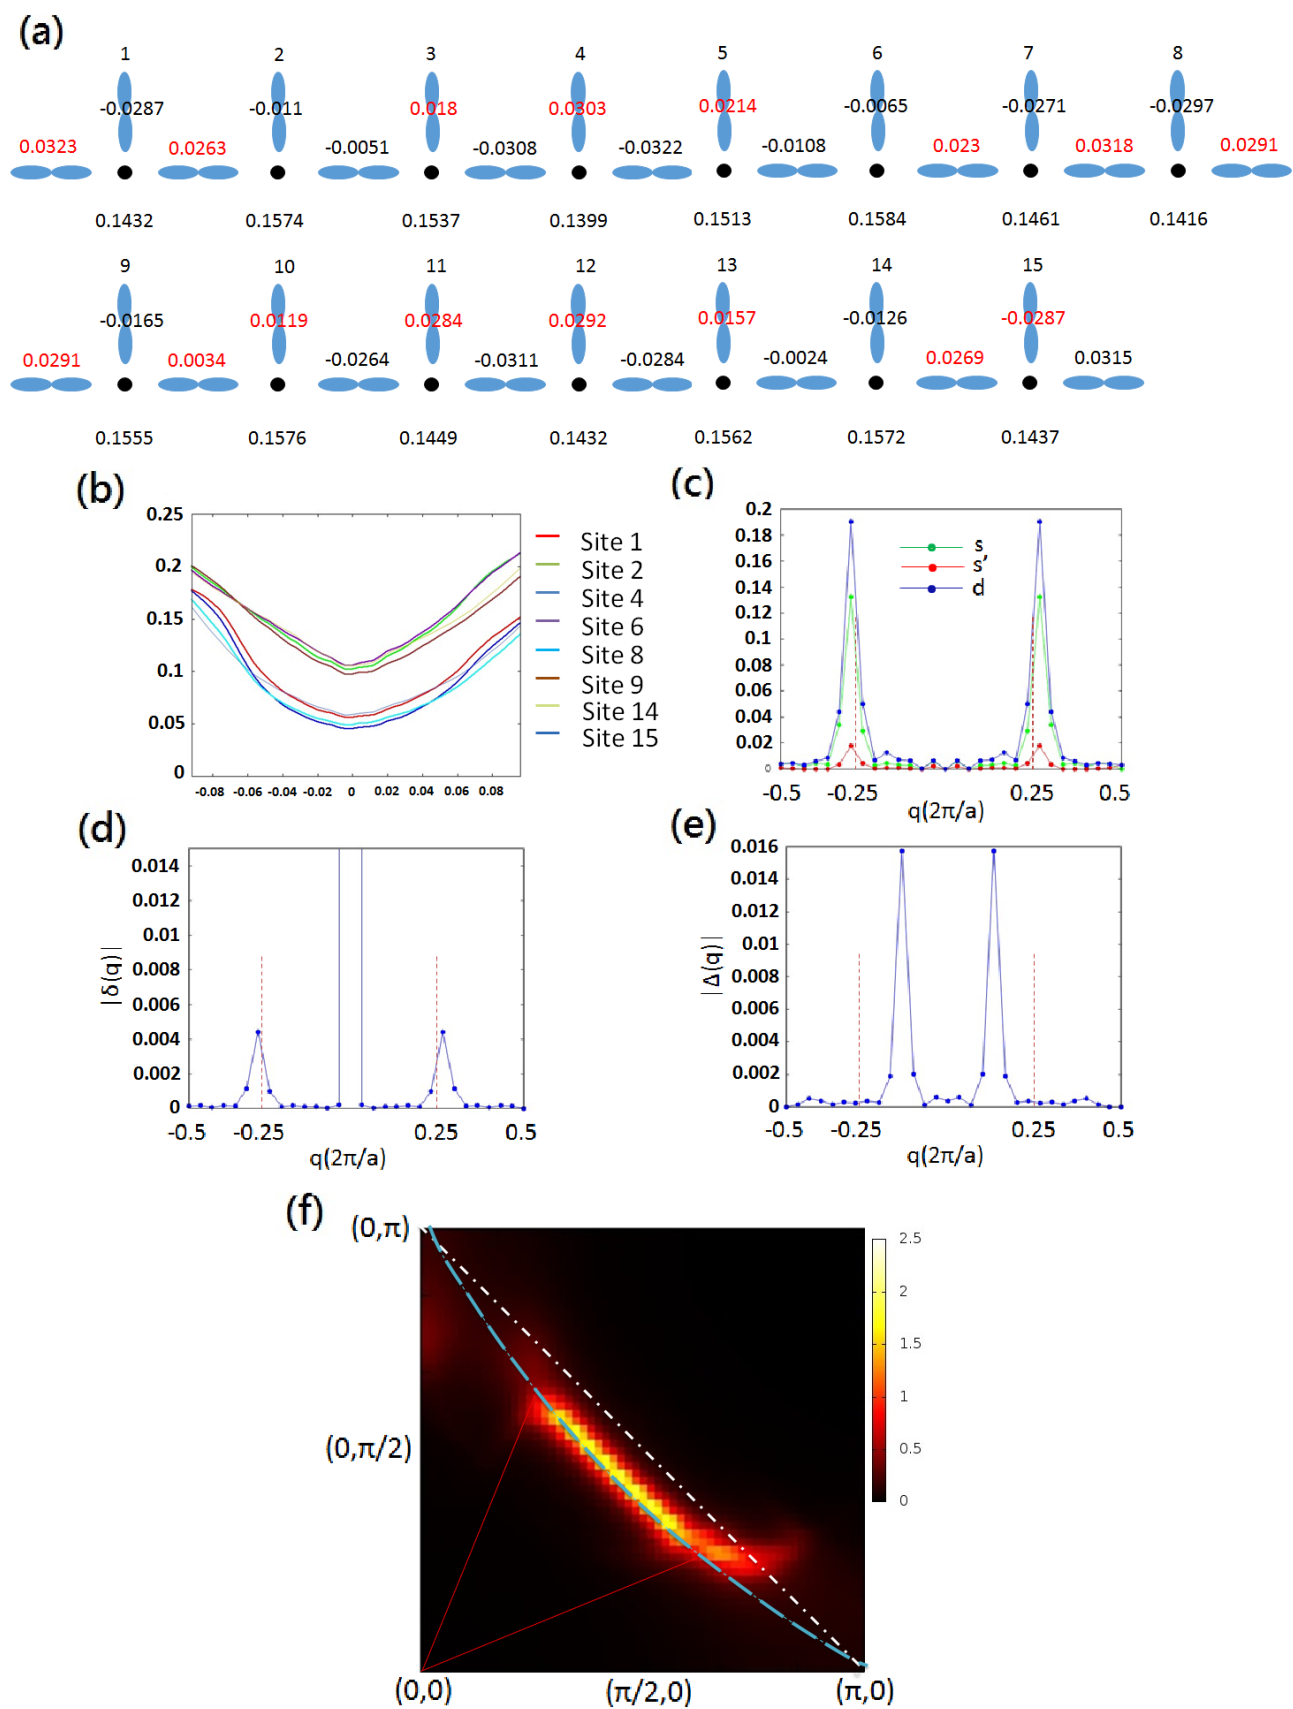 (a)
1 2 3 4 5 6 7 8
-0.0287 -0.011 0.018 0.0303 0.0214 -0.0065 -0.0271 -0.0297
0.0323 0.0263 -0.0051 -0.0308 -0.0322 -0.0108 0.023 0.0318 0.0291
0.1432 0.1574 0.1537 0.1399 0.1513 0.1584 0.1461 0.1416
9 10 11 12 13 14 15
-0.0165 0.0119 0.0284 0.0292 0.0157 -0.0126 -0.0287
0.0291 0.0034 -0.0264 -0.0311 -0.0284 -0.0024 0.0269 0.0315
0.1555 0.1576 0.1449 0.1432 0.1562 0.1572 0.1437
(b)
0.25
0.2
0.15
0.1
0.05
0
-0.08 -0.06 -0.04 -0.02 0 0.02 0.04 0.06 0.08
Site 1
Site 2
Site 4
Site 6
Site 8
Site 9
Site 14
Site 15
(c)
0.2
0.18
0.16
0.14
0.12
0.1
0.08
0.06
0.04
0.02
0
s
s'
d
-0.5 -0.25 0.25 0.5
q(2π/a)
(d)
0.014
0.012
0.01
0.008
0.006
0.004
0.002
0
|δ(q)|
-0.5 -0.25 0.25 0.5
q(2π/a)
(e)
0.016
0.014
0.012
0.01
0.008
0.006
0.004
0.002
0
|Δ(q)|
-0.5 -0.25 0.25 0.5
q(2π/a)
(f)
(0,π)
(0,π/2)
(0,0) (π/2,0) (π,0)
2.5
2
1.5
1
0.5
0